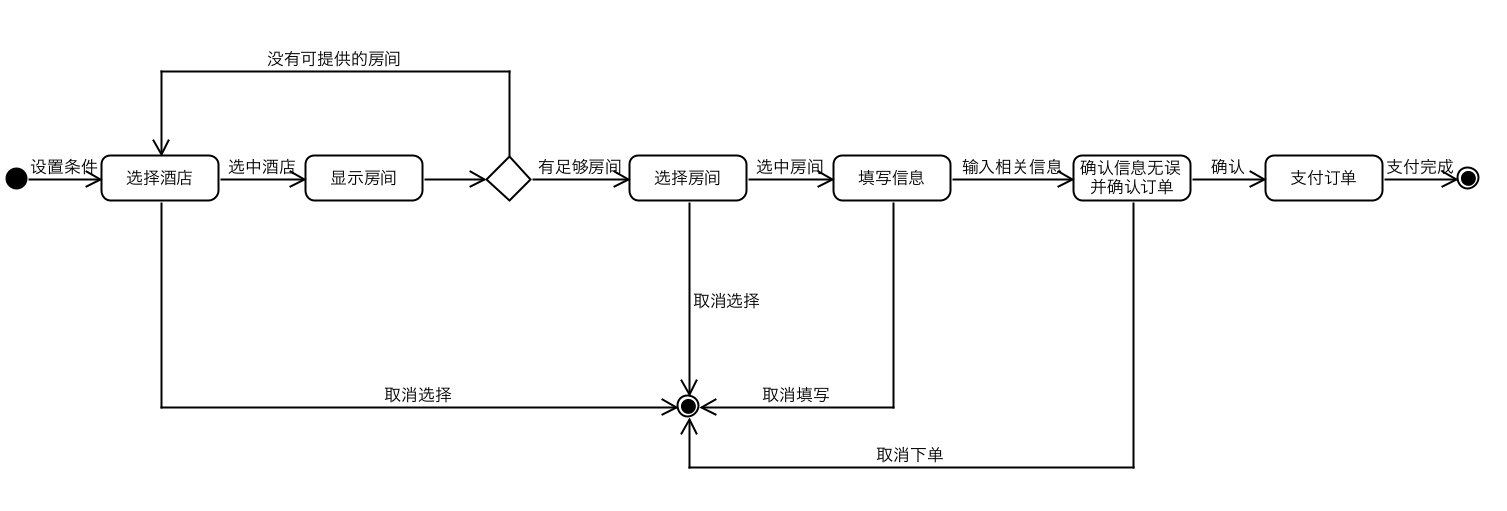 没有可提供的房间
设置条件
选择酒店
选中酒店
显示房间
有足够房间
选择房间
选中房间
填写信息
输入相关信息
确认信息无误
并确认订单
确认
支付订单
支付完成
取消选择
取消选择
取消填写
取消下单